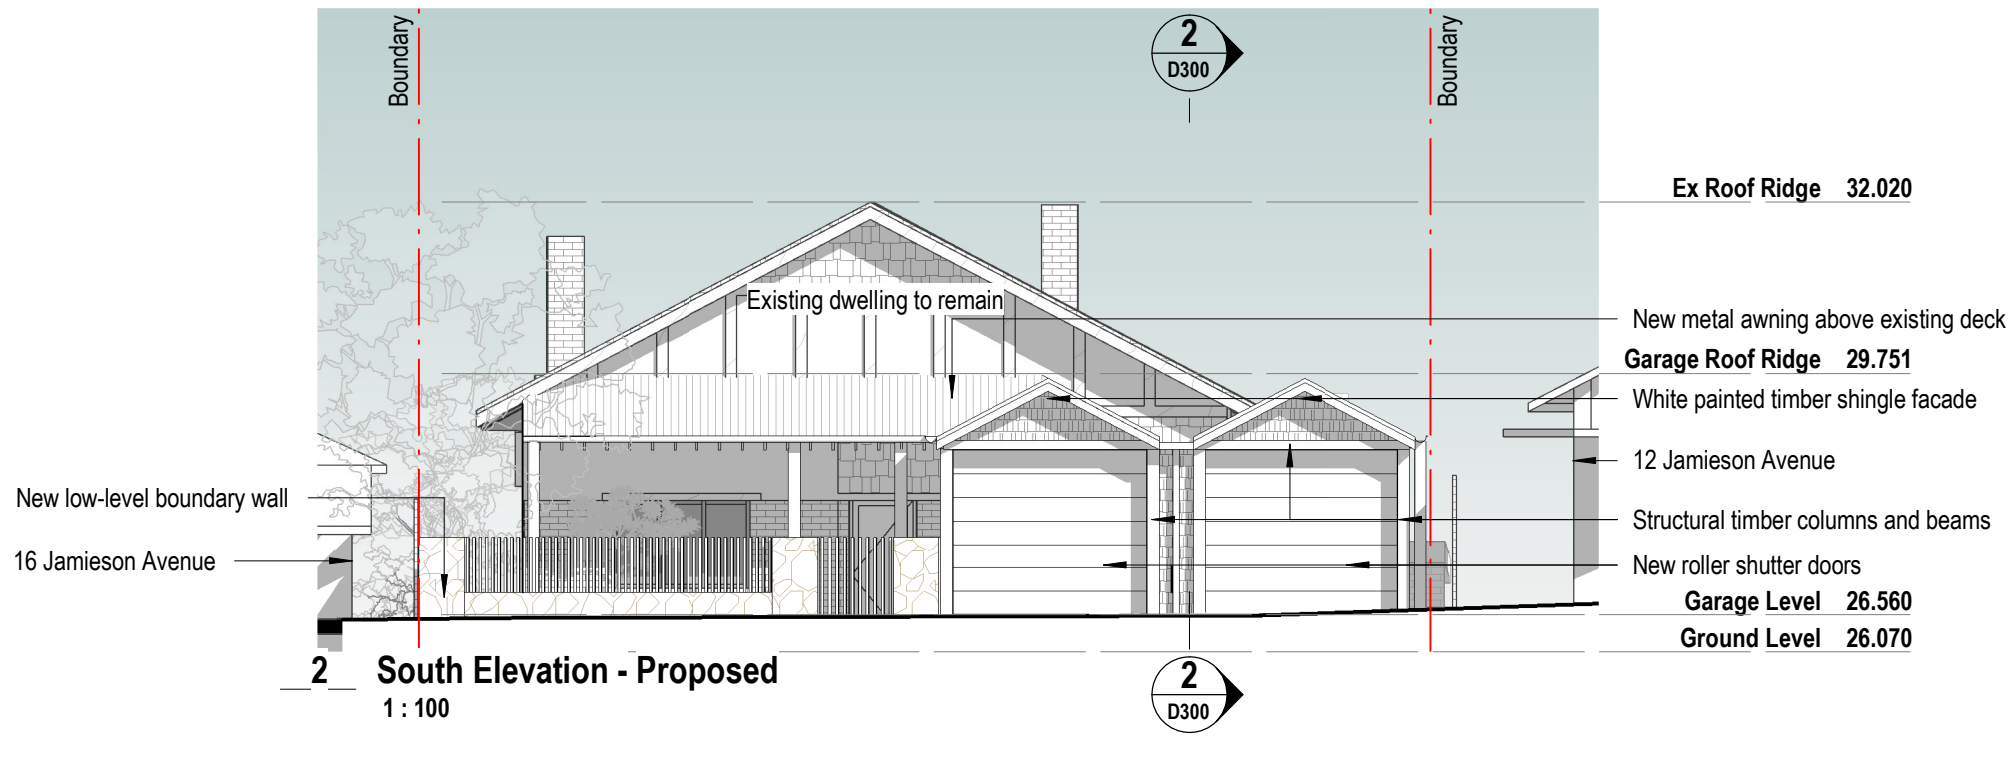 Boundary
2
D300
Boundary
Ex Roof Ridge 32.020
Existing dwelling to remain
New metal awning above existing deck
Garage Roof Ridge 29.751
White painted timber shingle facade
12 Jamieson Avenue
New low-level boundary wall
Structural timber columns and beams
16 Jamieson Avenue
New roller shutter doors
Garage Level 26.560
Ground Level 26.070
2 South Elevation - Proposed
1 : 100
2
D300